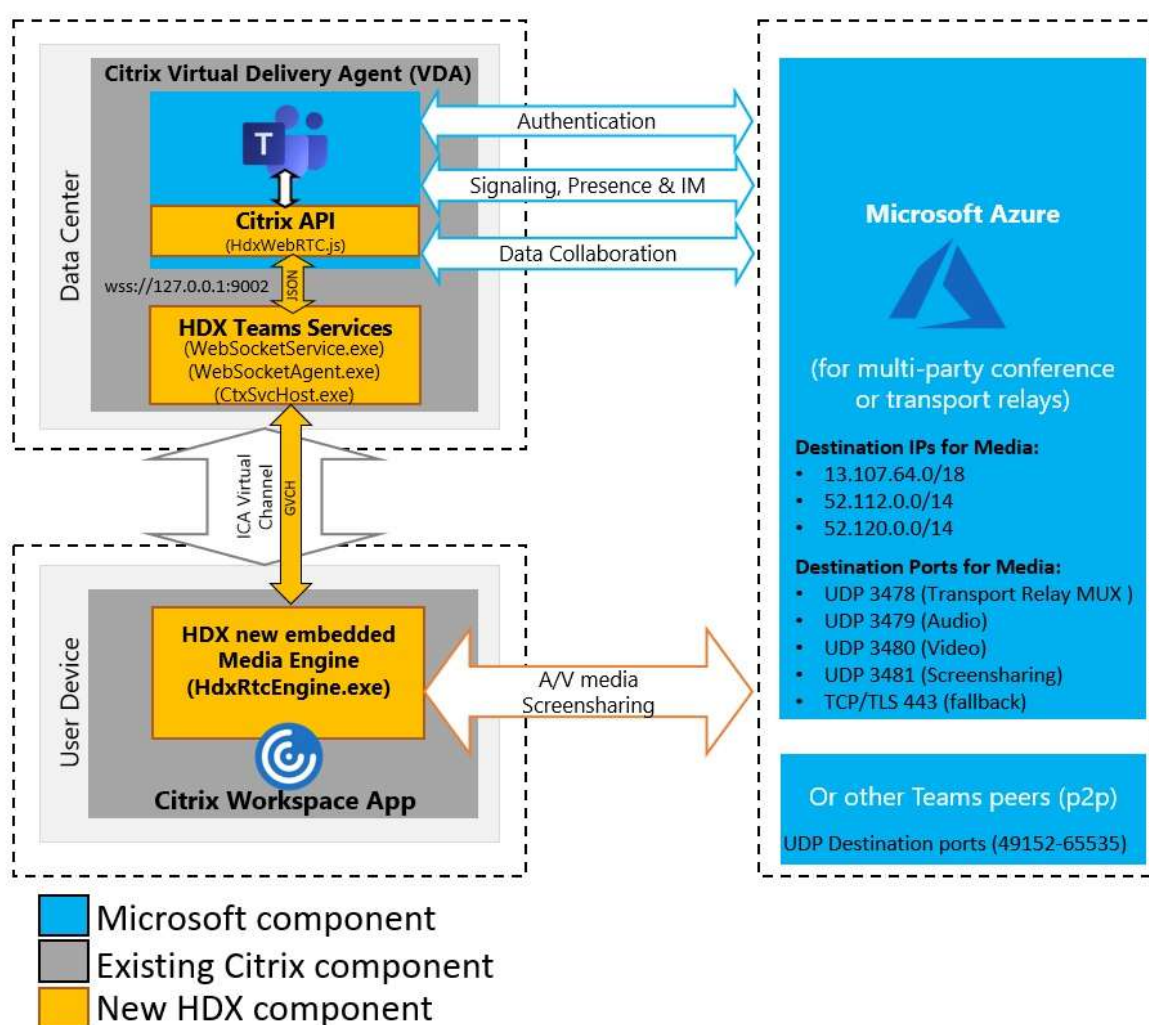 Data Center
Citrix Virtual Delivery Agent (VDA)
T
Citrix API
(HdxWebRTC.js)
wss://127.0.0.1:9002
JSON
HDX Teams Services
(WebSocketService.exe)
(WebSocketAgent.exe)
(CtxSvcHost.exe)
Authentication
Signaling, Presence & IM
Data Collaboration
ICA Virtual
Channel
GVCH
User Device
HDX new embedded
Media Engine
(HdxRtcEngine.exe)
Citrix Workspace App
A/V media
Screensharing
Microsoft Azure
(for multi-party conference
or transport relays)
Destination IPs for Media:
• 13.107.64.0/18
• 52.112.0.0/14
• 52.120.0.0/14
Destination Ports for Media:
• UDP 3478 (Transport Relay MUX )
• UDP 3479 (Audio)
• UDP 3480 (Video)
• UDP 3481 (Screensharing)
• TCP/TLS 443 (fallback)
Or other Teams peers (p2p)
UDP Destination ports (49152-65535)
Microsoft component
Existing Citrix component
New HDX component